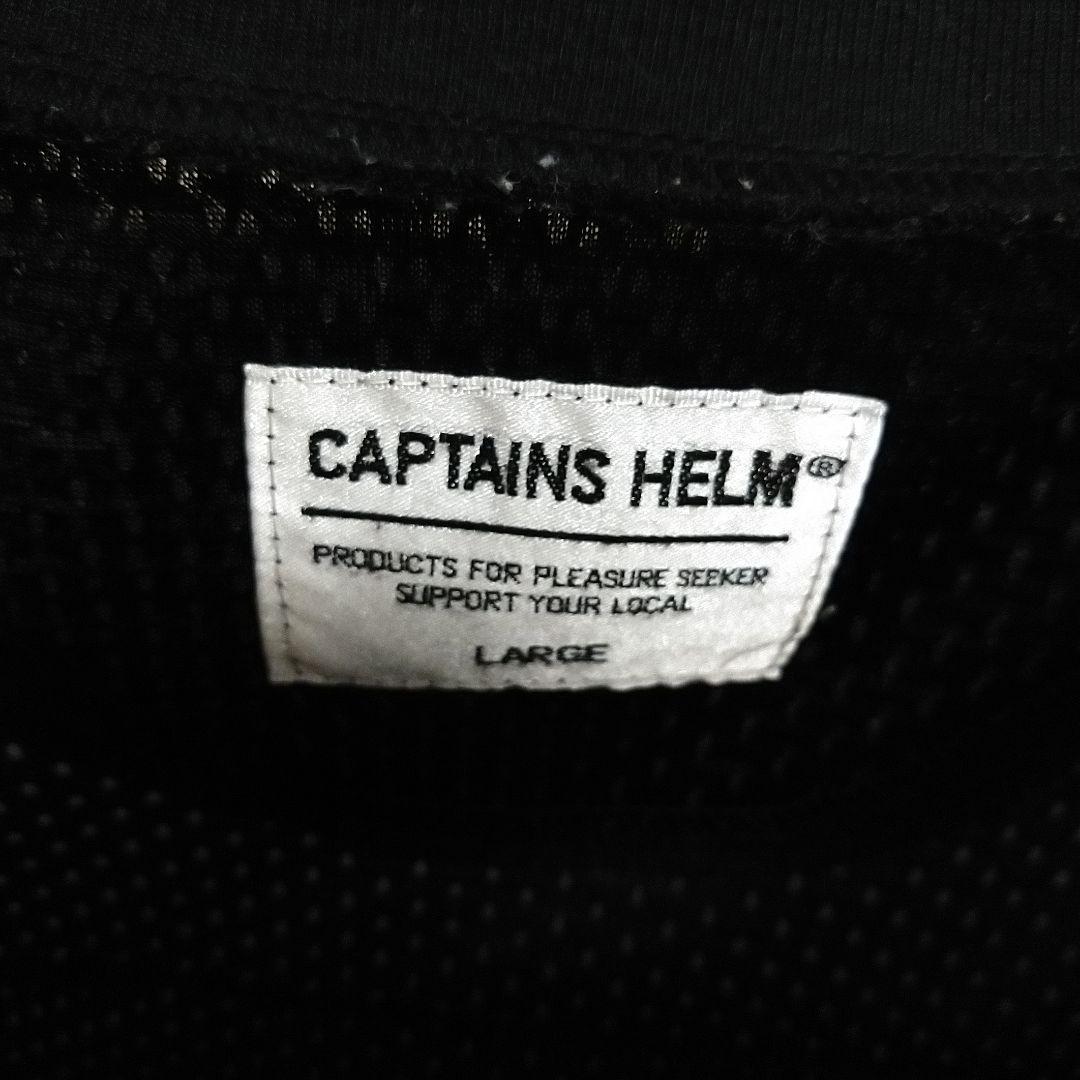 CAPTAINS HELM®
PRODUCTS FOR PLEASURE SEEKER
SUPPORT YOUR LOCAL
LARGE